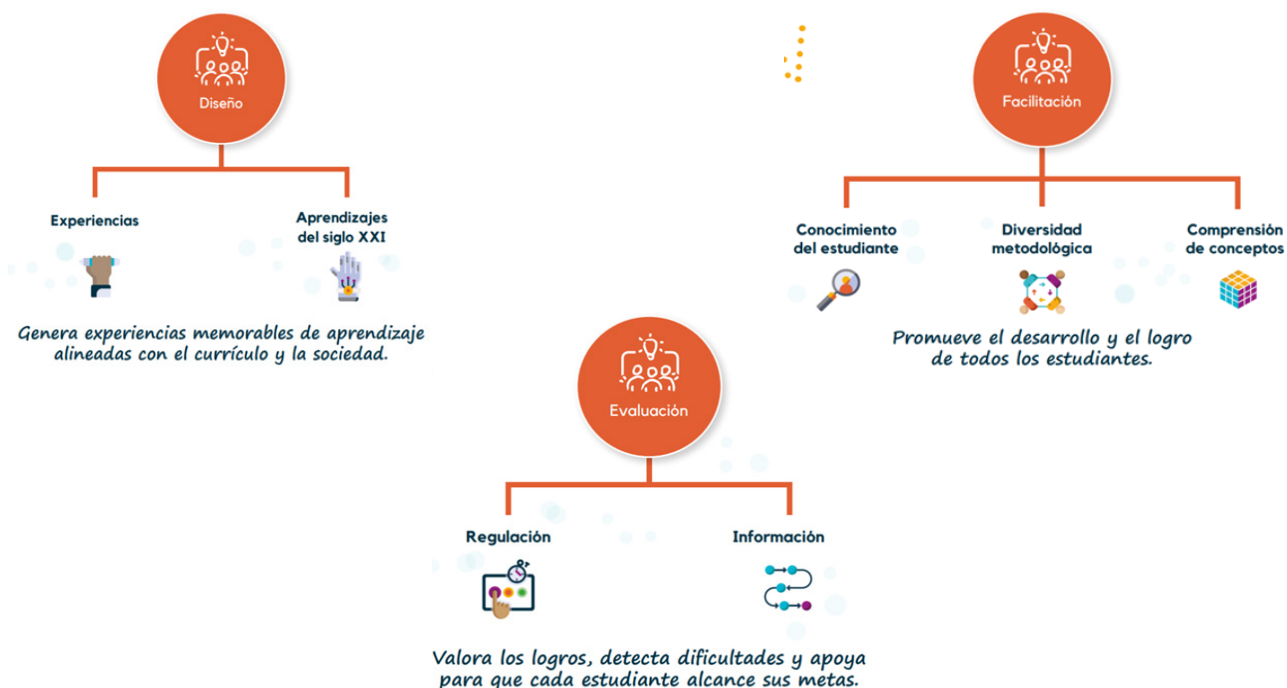 Diseño
Experiencias
Aprendizajes
del siglo XXI
Genera experiencias memorables de aprendizaje
alineadas con el currículo y la sociedad.
Facilitación
Conocimiento
del estudiante
Diversidad
metodológica
Comprensión
de conceptos
Promueve el desarrollo y el logro
de todos los estudiantes.
Evaluación
Regulación
Información
Valora los logros, detecta dificultades y apoya
para que cada estudiante alcance sus metas.